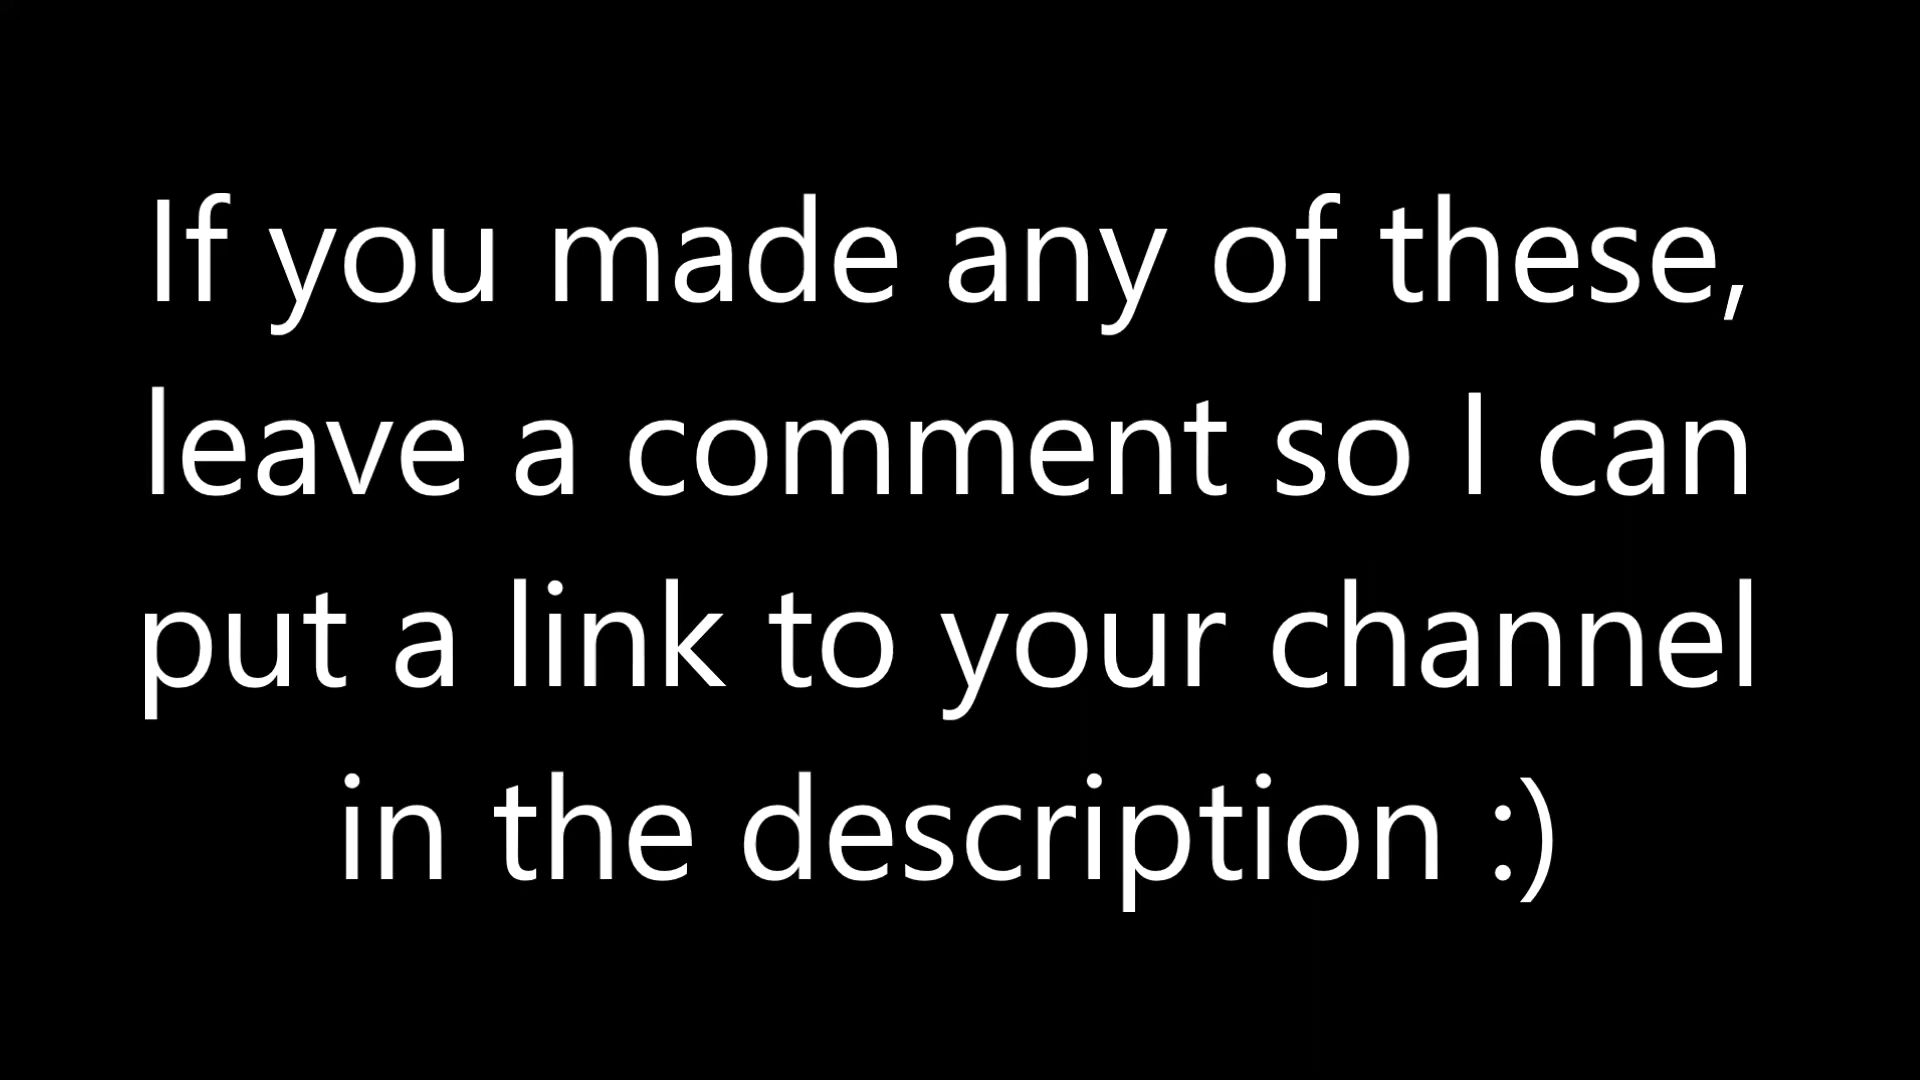 If you made any of these,
leave a comment so I can
put a link to your channel
in the description :)